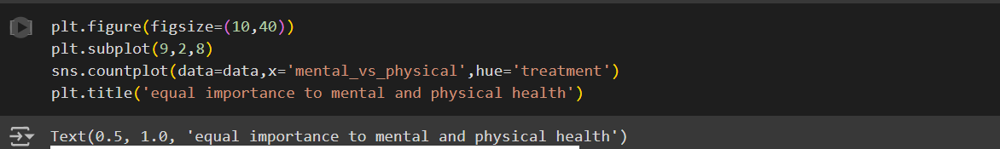 plt.figure(figsize=(10,40))
plt.subplot(9,2,8)
sns.countplot(data=data,x='mental_vs_physical',hue='treatment')
plt.title('equal importance to mental and physical health')
Text(0.5, 1.0, 'equal importance to mental and physical health')